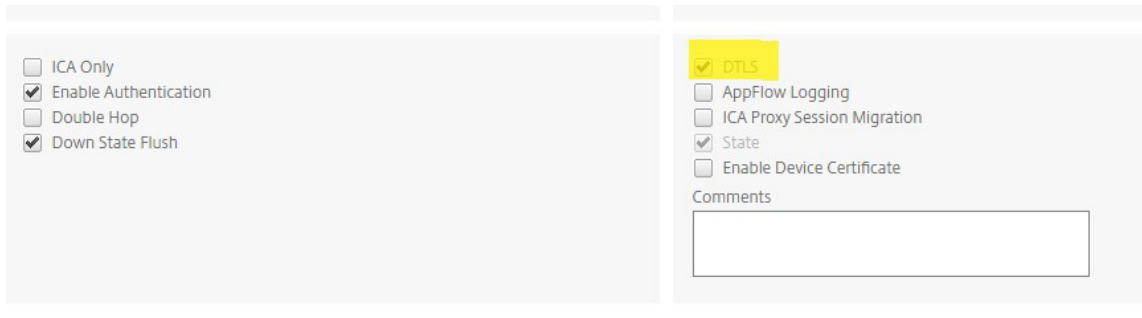 ICA Only
Enable Authentication
Double Hop
Down State Flush
DTLS
AppFlow Logging
ICA Proxy Session Migration
State
Enable Device Certificate
Comments